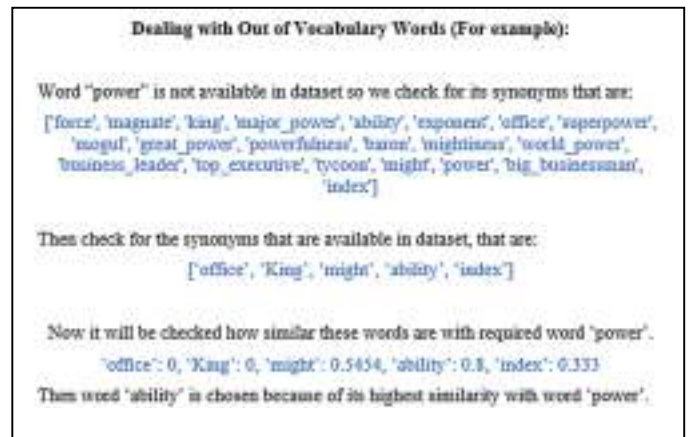 Dealing with Out of Vocabulary Words (For example):
Word "power" is not available in dataset so we check for its synonyms that are:
['force', 'magnate', 'king', 'major_power', 'ability', 'exponent', 'office', 'superpower',
'mogul', 'great_power', 'powerfulness', 'baron', 'mightiness', 'world_power',
'business_leader', 'top_executive', 'tycoon', 'might', 'power', 'big_businessman',
'index']
Then check for the synonyms that are available in dataset, that are:
['office', 'King', 'might', 'ability', 'index']
Now it will be checked how similar these words are with required word 'power'.
'office': 0, 'King': 0, 'might': 0.5454, 'ability': 0.8, 'index': 0.333
Then word 'ability' is chosen because of its highest similarity with word 'power'.